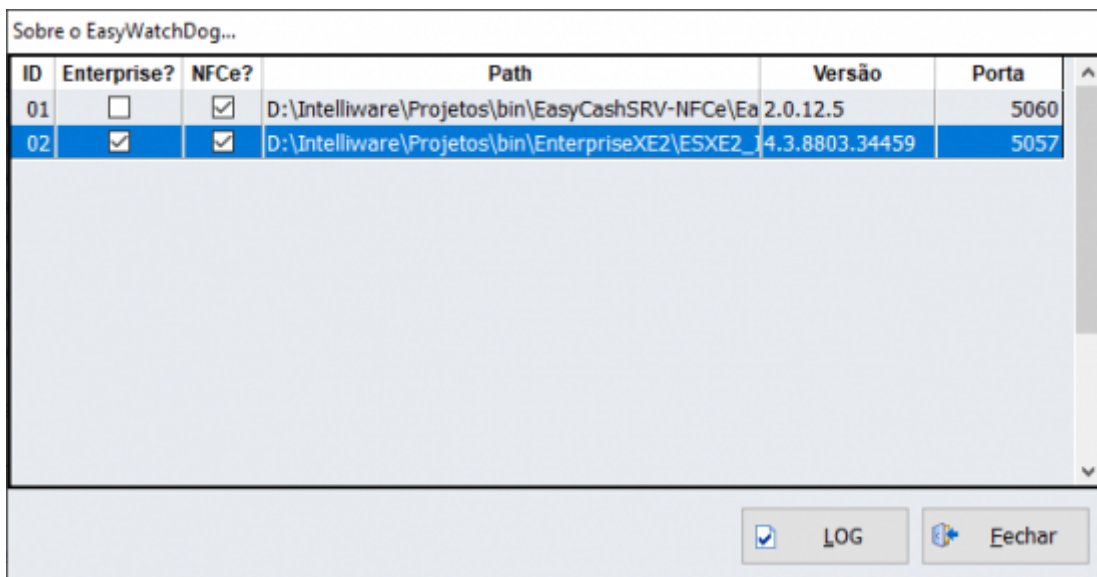 Sobre o EasyWatchDog...
ID Enterprise? NFCe? Path Versão Porta
01 D:\Intelliware\Projetos\bin\EasyCashSRV-NFCe\Ea 2.0.12.5 5060
02 D:\Intelliware\Projetos\bin\EnterpriseXE2\ESXE2_ 4.3.8803.34459 5057
LOG Fechar